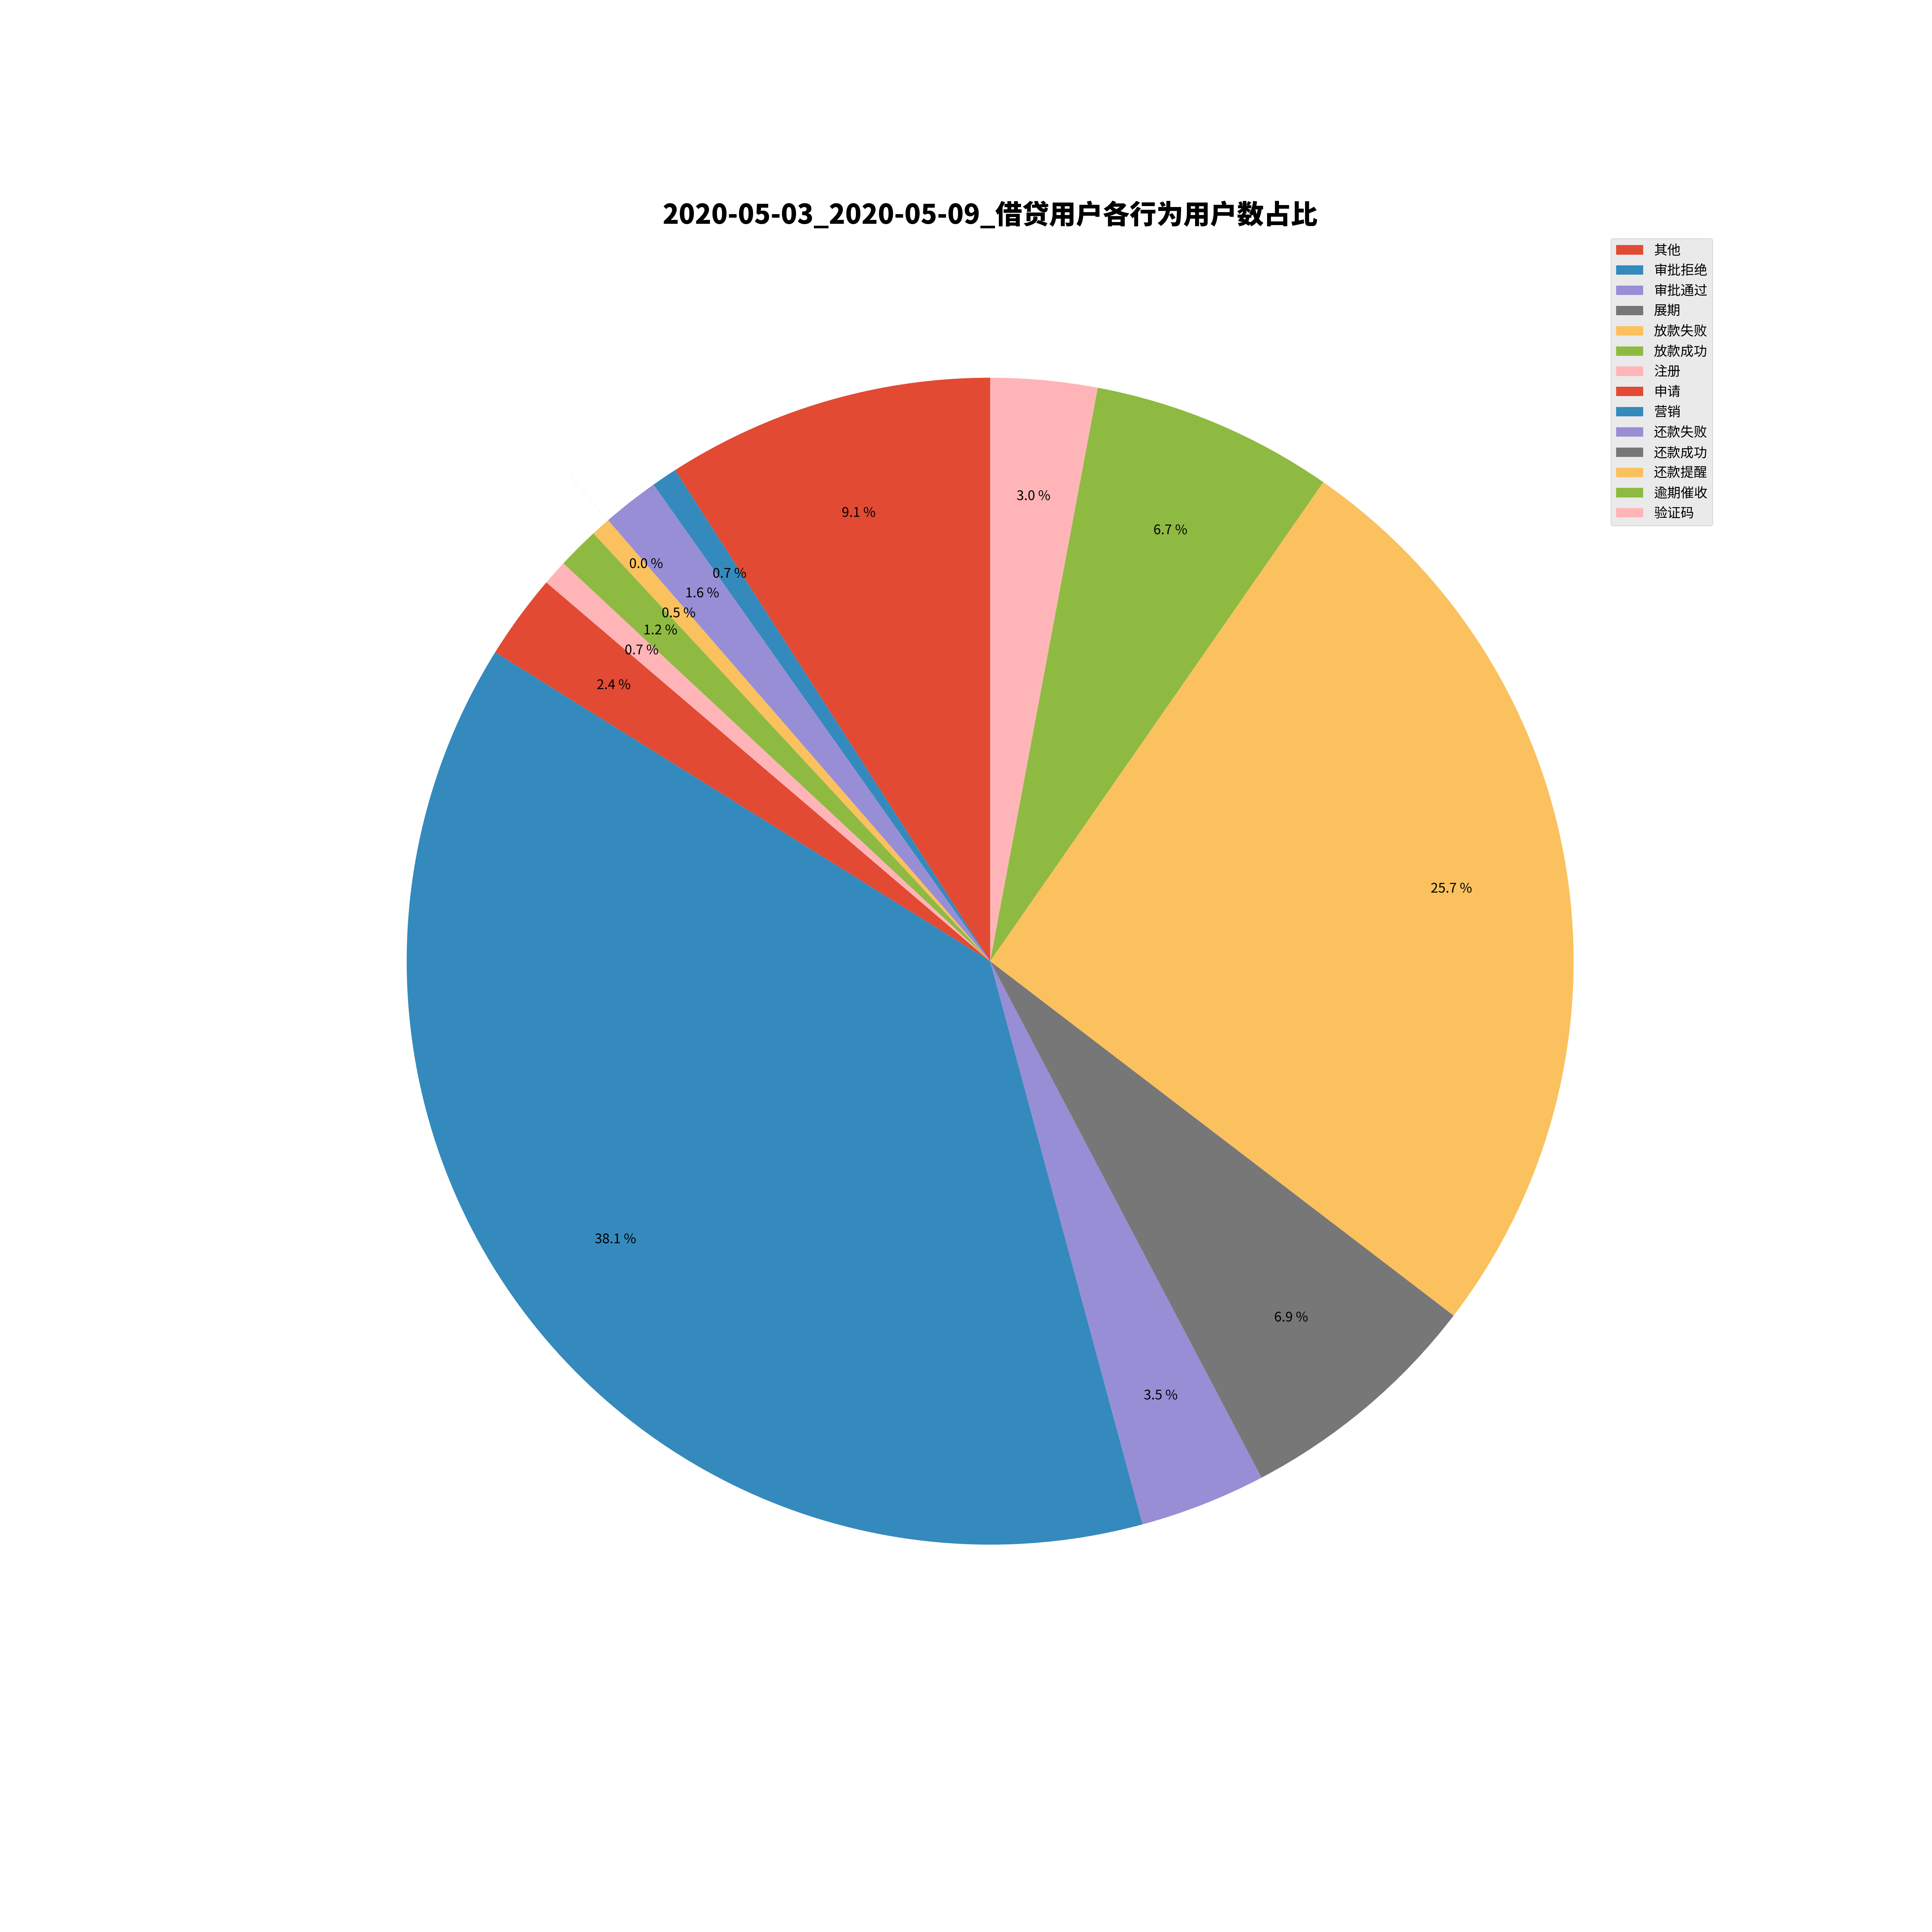 2020-05-03_2020-05-09_借贷用户各行为用户数占比
其他
审批拒绝
审批通过
展期
放款失败
放款成功
注册
申请
营销
还款失败
还款成功
还款提醒
逾期催收
验证码
3.0 %
9.1 %
6.7 %
0.0 %
0.7 %
1.6 %
0.5 %
1.2 %
0.7 %
2.4 %
25.7 %
38.1 %
6.9 %
3.5 %